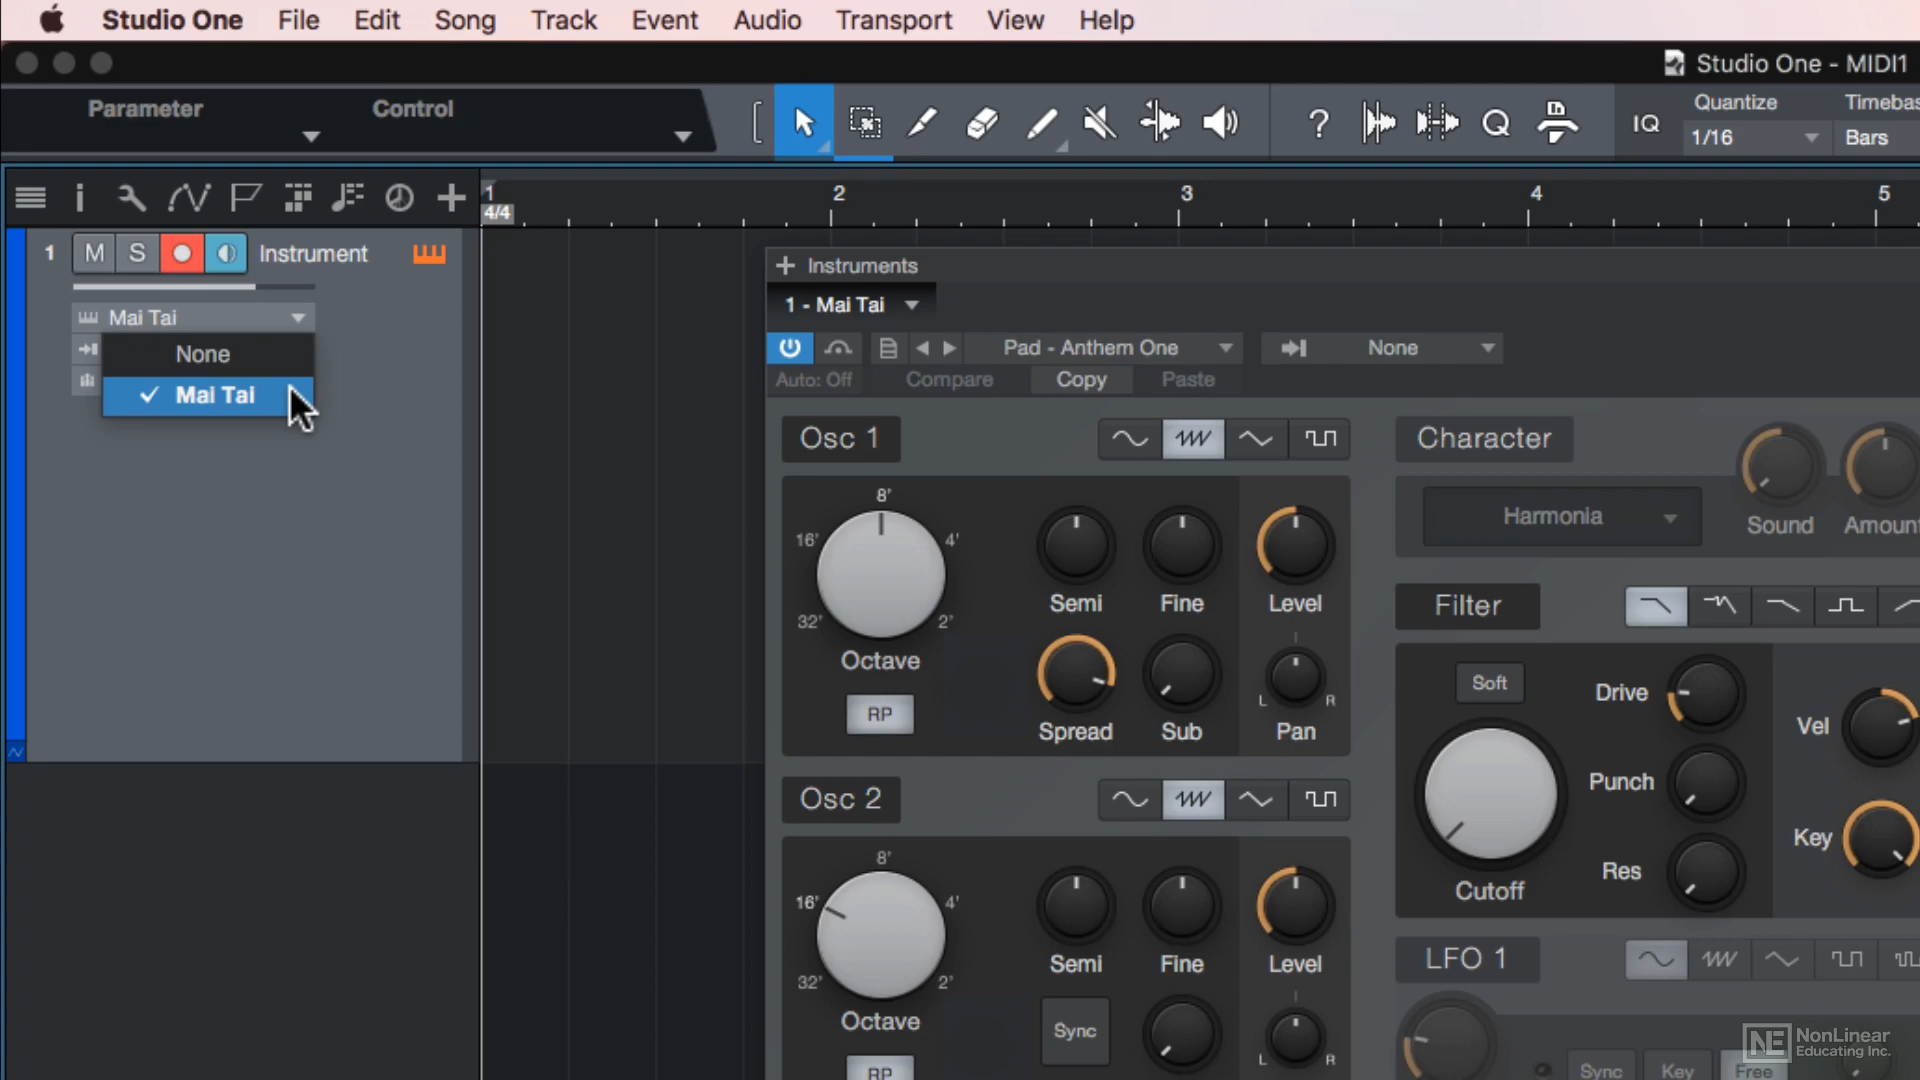 Studio One File Edit Song Track Event Audio Transport View Help
Studio One - MIDI1
Parameter Control
? IQ
Quantize
1/16
Bars
1 2 3 4 5
4/4
1 M S Instrument
Mai Tai
None
Mai Tai
+ Instruments
1 - Mai Tai
Pad - Anthem One
None
Auto: Off Compare Copy Paste
Osc 1
8'
16' 4'
32' 2'
Octave
RP
Semi Fine Level
Spread Sub Pan
L R
Character
Harmonia
Sound
Filter
Soft
Cutoff
Drive
Punch
Res
Vel
Key
Osc 2
8'
16' 4'
32' 2'
Octave
RP
Semi Fine Level
Sync
L R
LFO 1
Sync Key Free
NE NonLinear
Educating Inc.